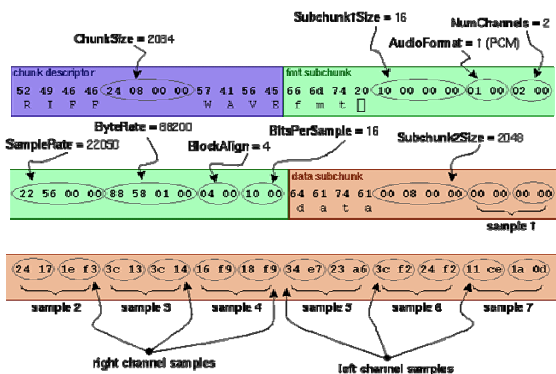 Subchunk1Size = 16
NumChannels = 2
ChunkSize = 2084
AudioFormat = 1 (PCM)
chunk descriptor
fmt subchunk
52 49 46 46 24 08 00 00 57 41 56 45 66 6d 74 20 10 00 00 00 01 00 02 00
R I F F W A V E f m t
ByteRate = 88200
BitsPerSample = 16
SampleRate = 22050
BlockAlign = 4
Subchunk2Size = 2048
data subchunk
22 56 00 00 88 58 01 00 04 00 10 00 64 61 74 61 00 08 00 00 00 00 00 00
d a t a
sample 1
24 17 1e f3 3c 13 3c 14 16 f9 18 f9 34 e7 23 a6 3c f2 24 f2 11 ce 1a 0d
sample 2 sample 3 sample 4 sample 5 sample 6 sample 7
right channel samples
left channel samples